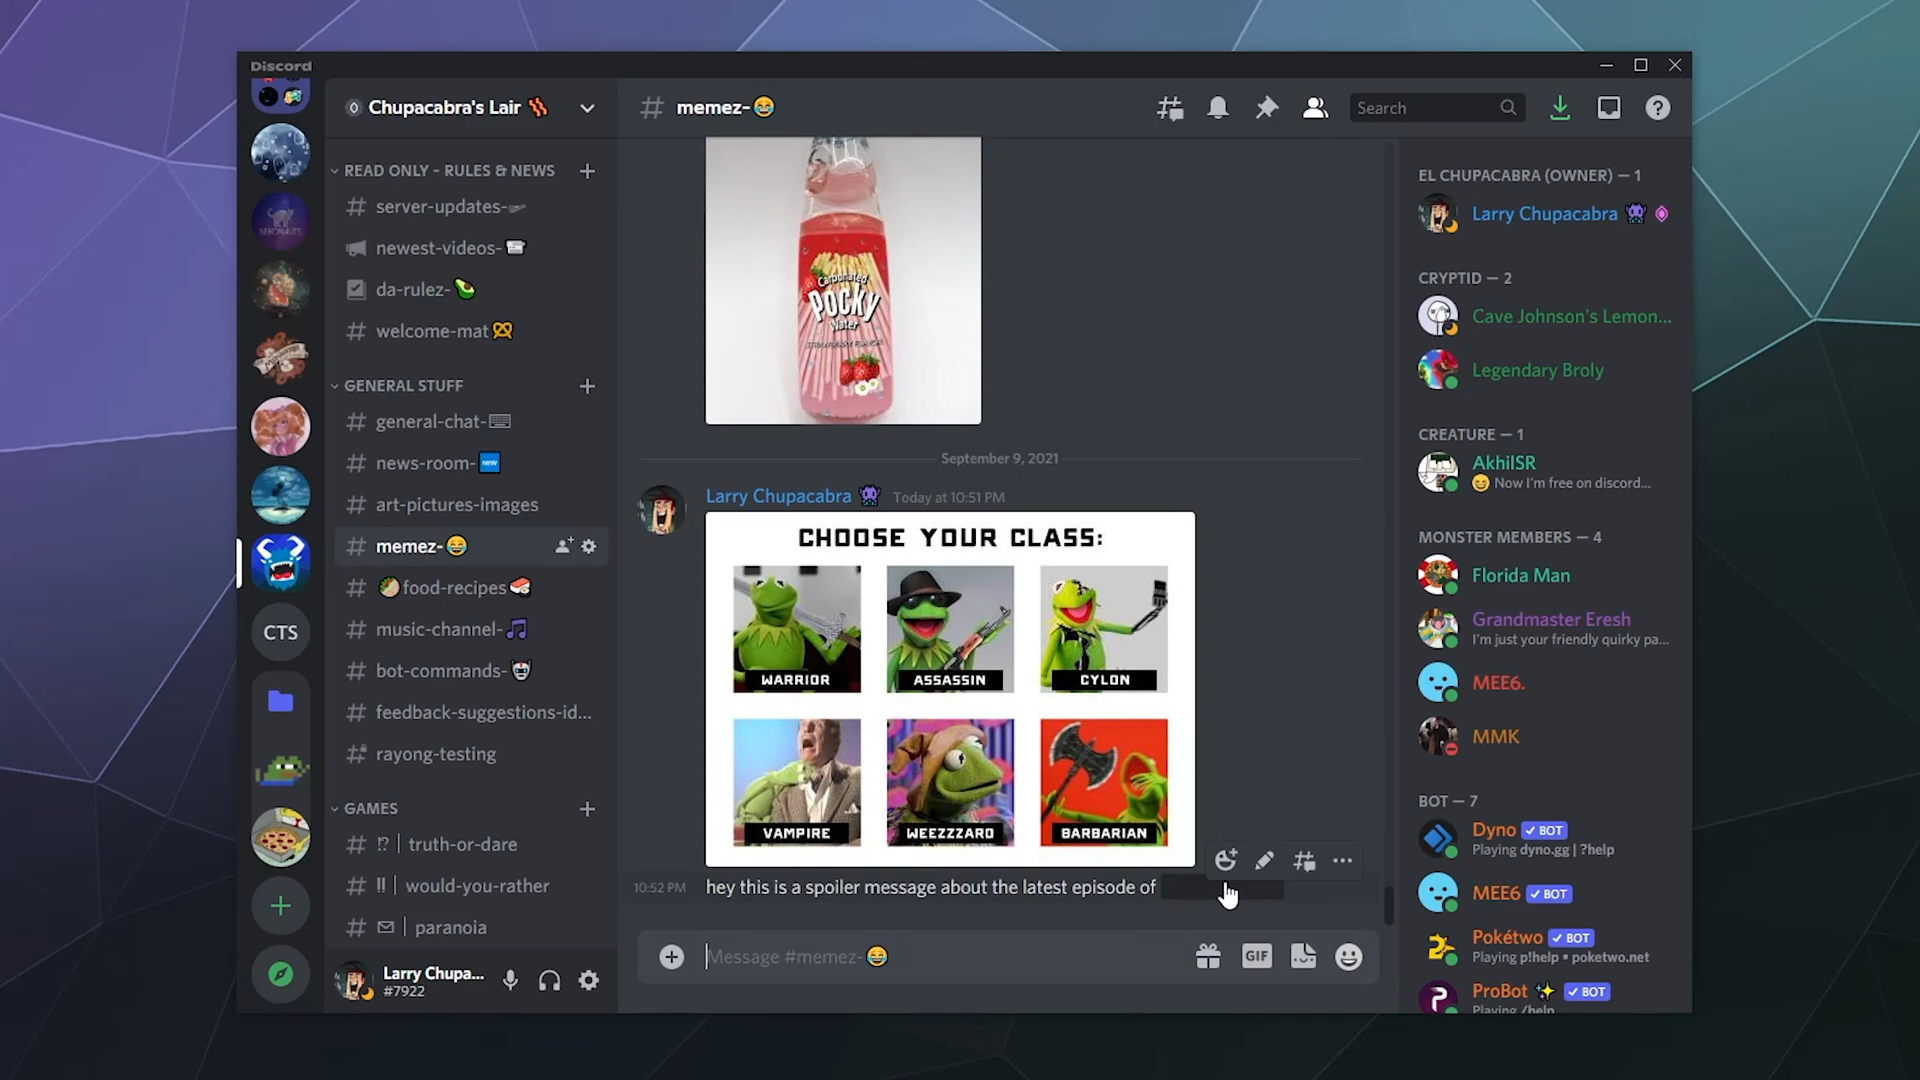 Discord
Chupacabra's Lair
READ ONLY - RULES & NEWS
server-updates-
newest-videos-
da-rulez-
welcome-mat
GENERAL STUFF
general-chat-
news-room-
NEW
art-pictures-images
memez-😂
food-recipes
music-channel-
bot-commands-
feedback-suggestions-id...
rayong-testing
GAMES
⁉ | truth-or-dare
‼ | would-you-rather
| paranoia
CTS
Larry Chupa...
#7922
# memez-😂
Search
Carbonated
POCKY
Water
STRAWBERRY FLAVOR
September 9, 2021
Larry Chupacabra Today at 10:51 PM
CHOOSE YOUR CLASS:
WARRIOR
ASSASSIN
CYLON
VAMPIRE
WEEZZZARD
BARBARIAN
10:52 PM hey this is a spoiler message about the latest episode of
Message #memez-😂
GIF
EL CHUPACABRA (OWNER) — 1
Larry Chupacabra
CRYPTID — 2
Cave Johnson's Lemon...
Legendary Broly
CREATURE — 1
AkhilSR
😅 Now I'm free on discord...
MONSTER MEMBERS — 4
Florida Man
Grandmaster Eresh
I'm just your friendly quirky pa...
MEE6.
MMK
BOT — 7
Dyno ✓ BOT
Playing dyno.gg | ?help
MEE6 ✓ BOT
Pokétwo ✓ BOT
Playing p!help • poketwo.net
ProBot ✨ ✓ BOT
Playing /help